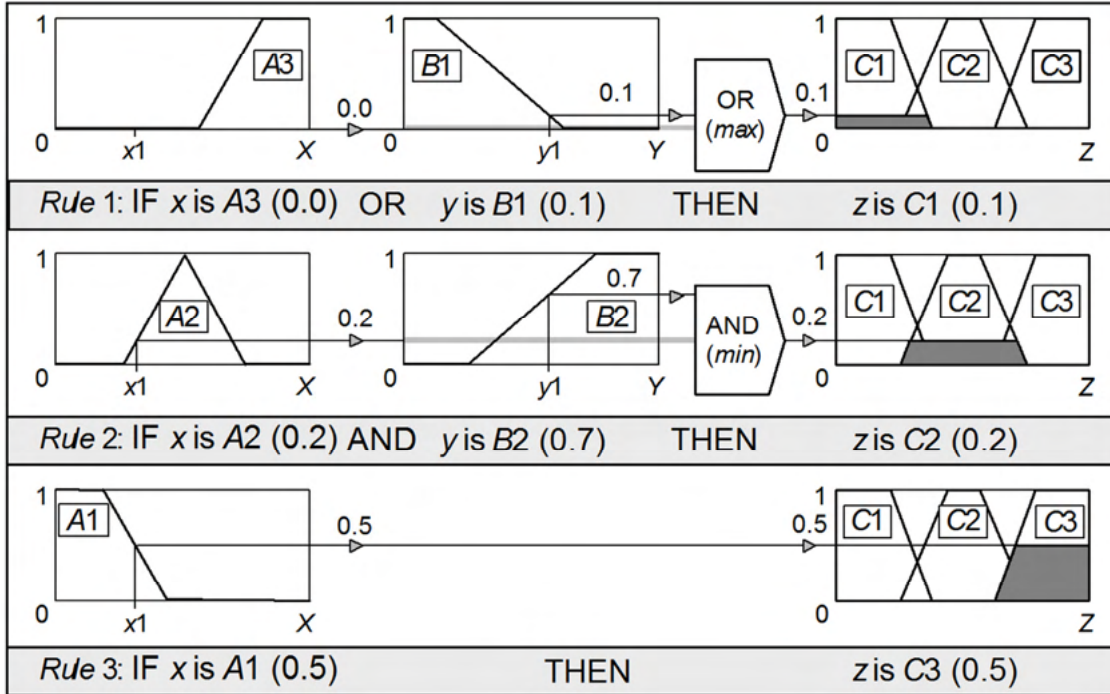 1 A3 1 B1 0.1 OR (max) 0.1 1 C1 C2 C3
0.0
0 x1 X 0 y1 Y 0 Z
Rule 1: IF x is A3 (0.0) OR y is B1 (0.1) THEN z is C1 (0.1)
1 A2 0.2 1 0.7 B2 AND (min) 0.2 1 C1 C2 C3
0 x1 X 0 y1 Y 0 Z
Rule 2: IF x is A2 (0.2) AND y is B2 (0.7) THEN z is C2 (0.2)
1 A1 0.5 0.5 1 C1 C2 C3
0 x1 X 0 Z
Rule 3: IF x is A1 (0.5) THEN z is C3 (0.5)